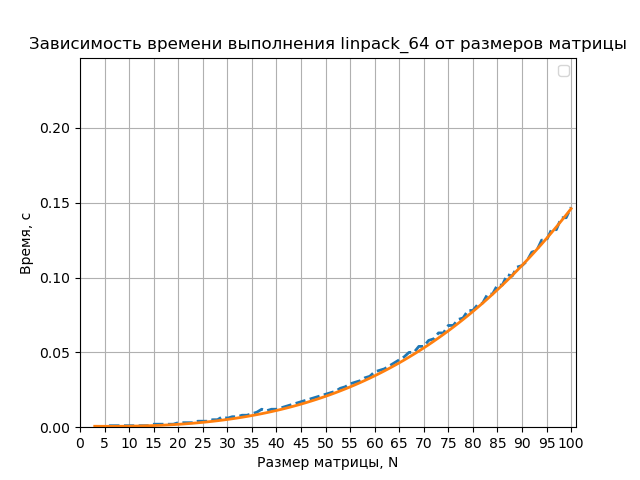 Зависимость времени выполнения linpack_64 от размеров матрицы
0.20
0.15
Время, с
0.10
0.05
0.00
0 5 10 15 20 25 30 35 40 45 50 55 60 65 70 75 80 85 90 95 100
Размер матрицы, N